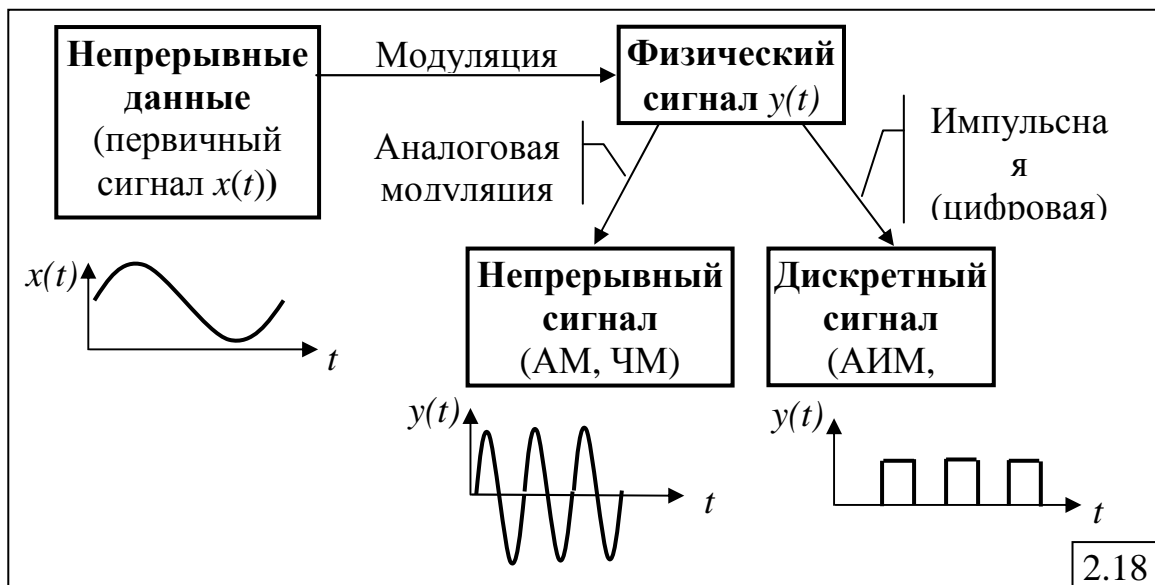 Непрерывные
данные
(первичный
сигнал x(t))
Модуляция
Физический
сигнал y(t)
Аналоговая
модуляция
Импульсна
я
(цифровая)
x(t)
t
Непрерывный
сигнал
(АМ, ЧМ)
Дискретный
сигнал
(АИМ,
y(t)
t
y(t)
t
2.18